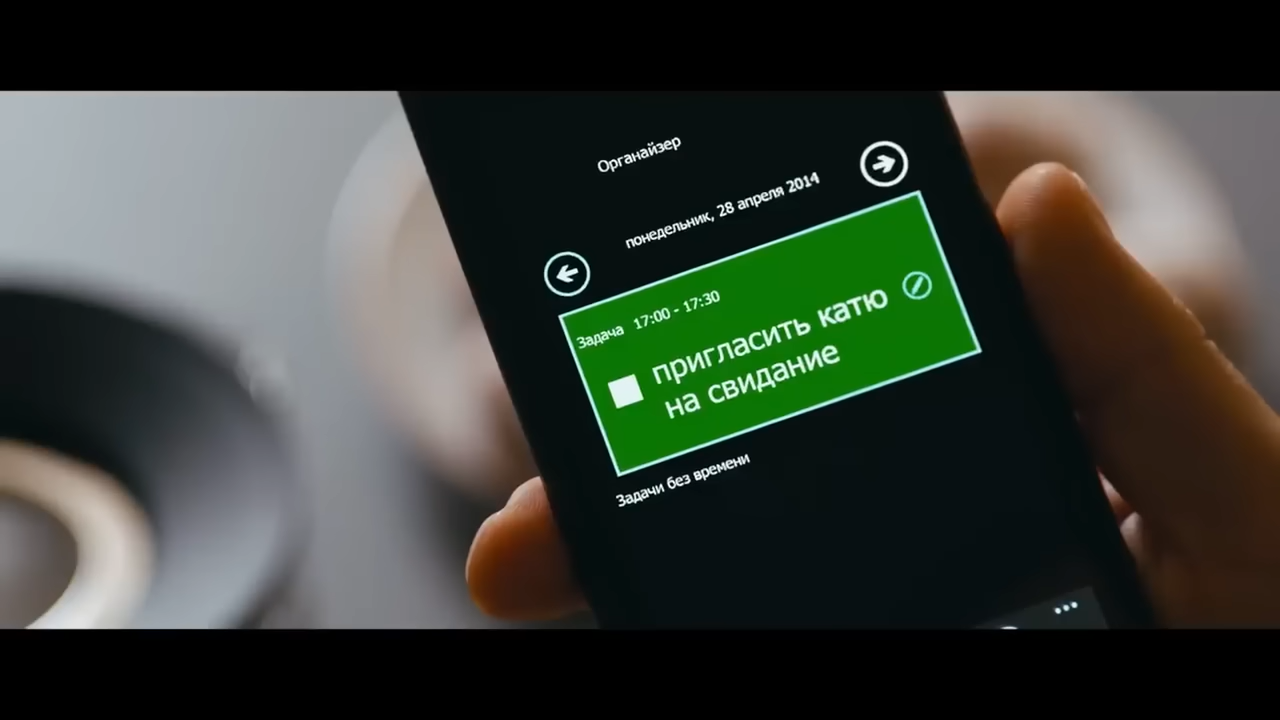 Органайзер
понедельник, 28 апреля 2014
Задача 17:00 - 17:30
пригласить катю
на свидание
Задачи без времени